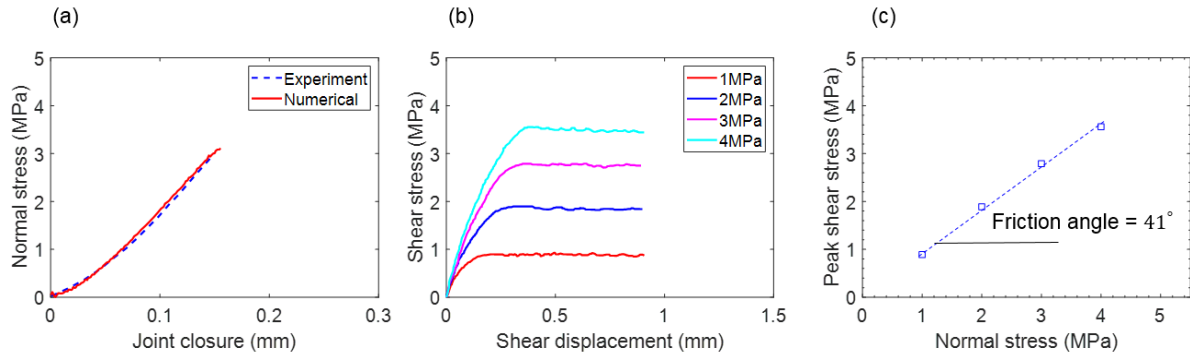 (a)
Normal stress (MPa)
5
4
3
2
1
0
0
0.1
0.2
0.3
Joint closure (mm)
Experiment
Numerical
(b)
Shear stress (MPa)
5
4
3
2
1
0
0
0.5
1
1.5
Shear displacement (mm)
1MPa
2MPa
3MPa
4MPa
(c)
Peak shear stress (MPa)
5
4
3
2
1
0
0
1
2
3
4
5
Normal stress (MPa)
Friction angle = 41°